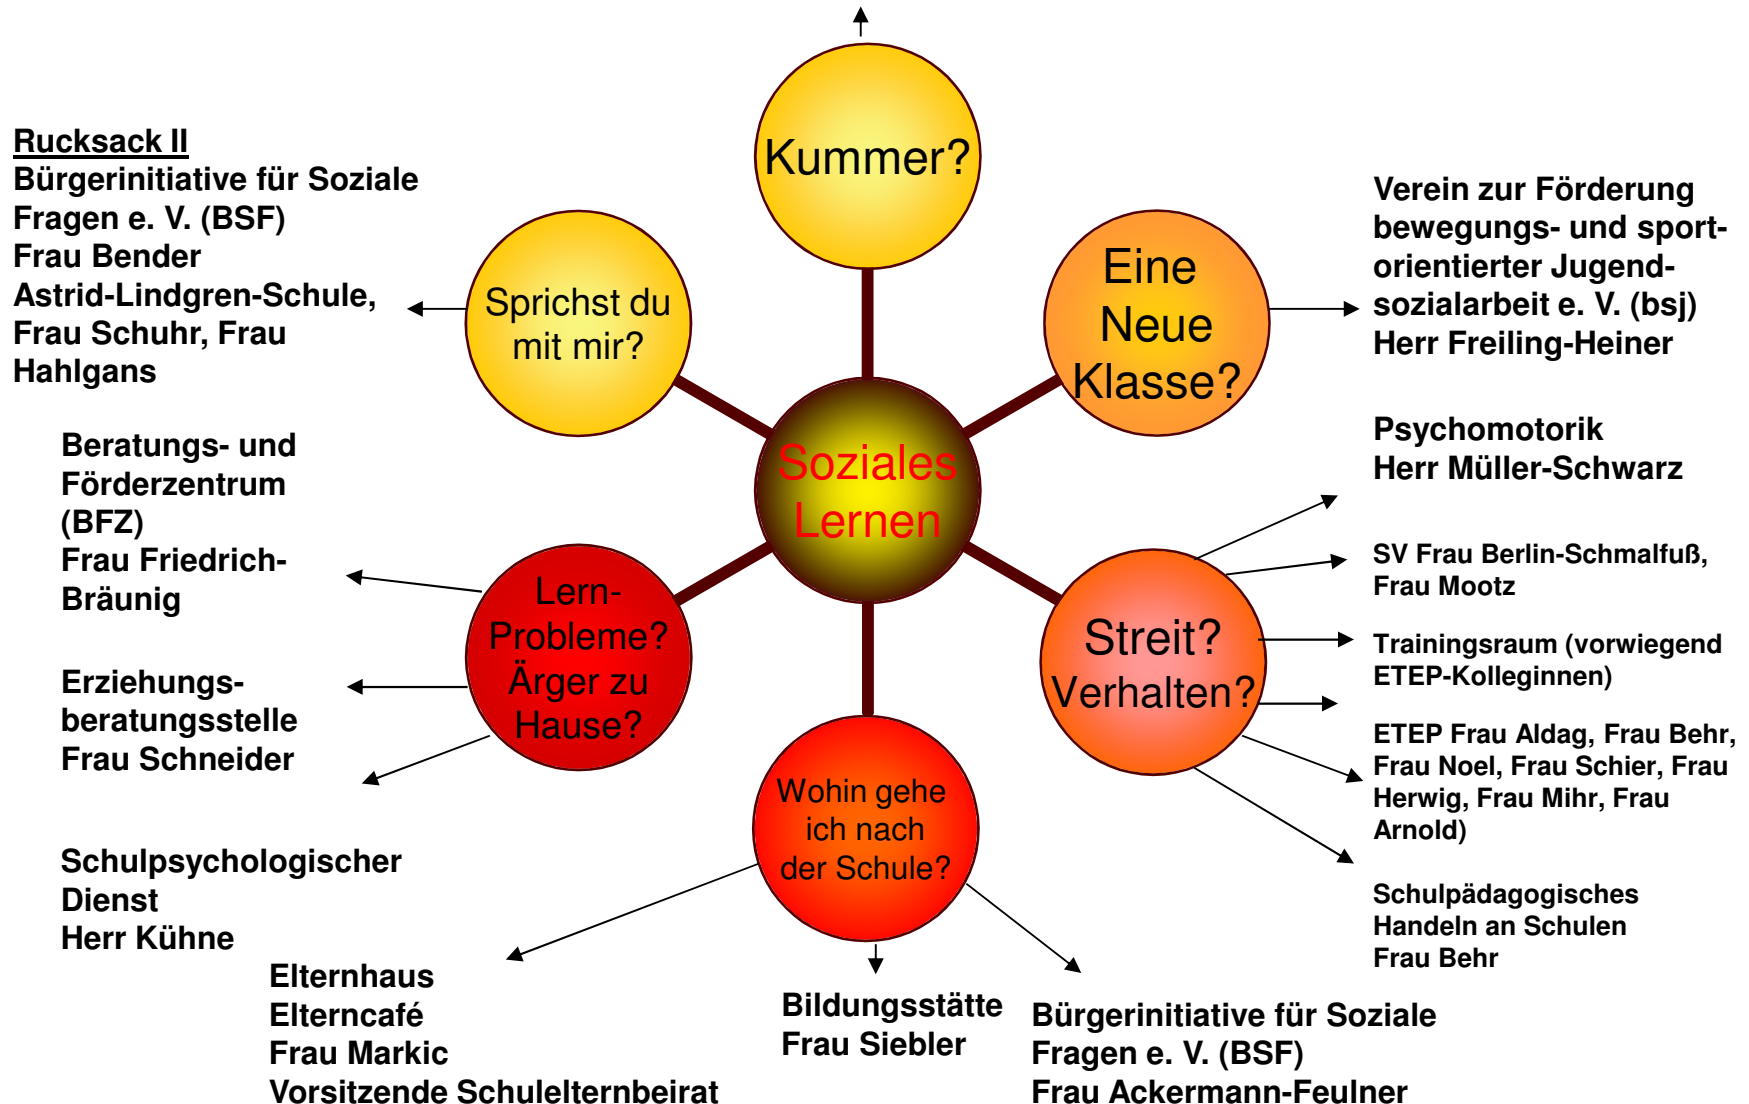 Kummer?
Rucksack II
Bürgerinitiative für Soziale
Fragen e. V. (BSF)
Frau Bender
Astrid-Lindgren-Schule,
Frau Schuhr, Frau
Hahlgans
Sprichst du
mit mir?
Eine
Neue
Klasse?
Verein zur Förderung
bewegungs- und sport-
orientierter Jugend-
sozialarbeit e. V. (bsj)
Herr Freiling-Heiner
Soziales
Lernen
Beratungs- und
Förderzentrum
(BFZ)
Frau Friedrich-
Bräunig
Erziehungs-
beratungsstelle
Frau Schneider
Schulpsychologischer
Dienst
Herr Kühne
Lern-
Probleme?
Ärger zu
Hause?
Streit?
Verhalten?
Psychomotorik
Herr Müller-Schwarz
SV Frau Berlin-Schmalfuß,
Frau Mootz
Trainingsraum (vorwiegend
ETEP-Kolleginnen)
ETEP Frau Aldag, Frau Behr,
Frau Noel, Frau Schier, Frau
Herwig, Frau Mihr, Frau
Arnold)
Schulpädagogisches
Handeln an Schulen
Frau Behr
Wohin gehe
ich nach
der Schule?
Elternhaus
Elterncafé
Frau Markic
Vorsitzende Schulelternbeirat
Bildungsstätte
Frau Siebler
Bürgerinitiative für Soziale
Fragen e. V. (BSF)
Frau Ackermann-Feulner